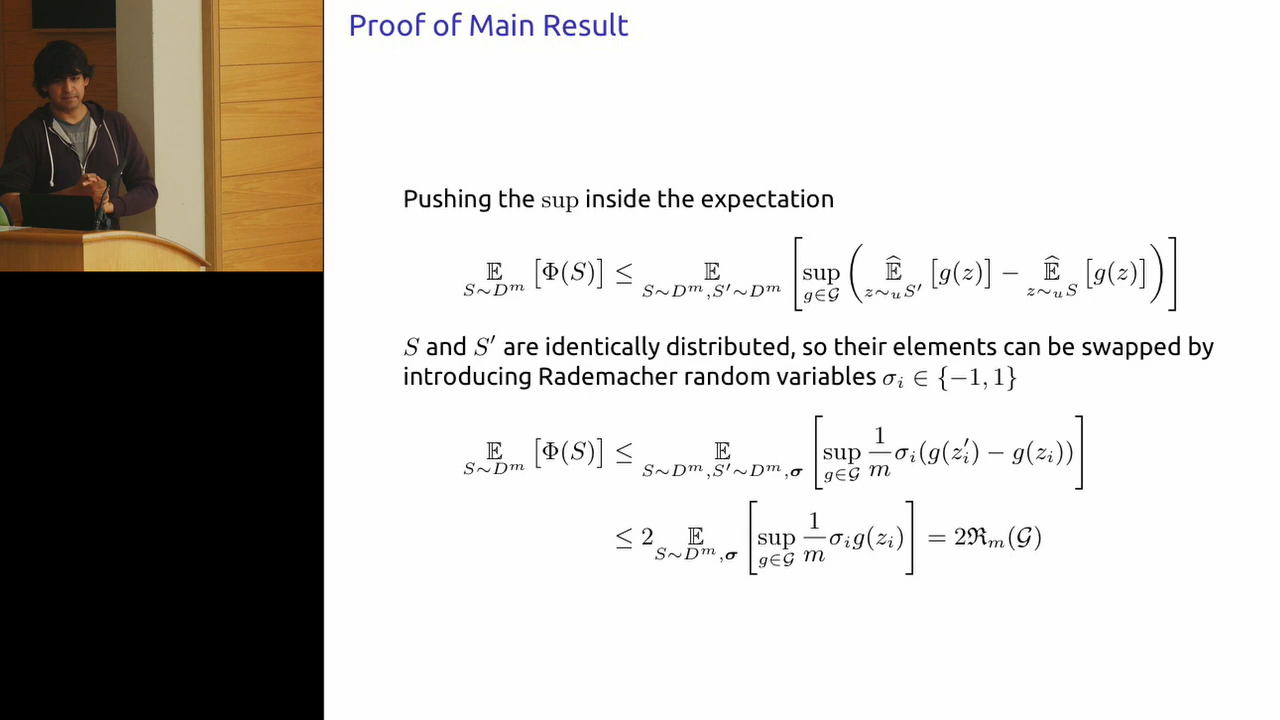 Proof of Main Result
Pushing the sup inside the expectation
𝔼_{S∼D^m} [Φ(S)] ≤ 𝔼_{S∼D^m, S′∼D^m} [ sup_{g∈𝒢} ( 𝔼̂_{z∼_u S′} [g(z)] − 𝔼̂_{z∼_u S} [g(z)] ) ]
S and S′ are identically distributed, so their elements can be swapped by
introducing Rademacher random variables σ_i ∈ {−1, 1}
𝔼_{S∼D^m} [Φ(S)] ≤ 𝔼_{S∼D^m, S′∼D^m, σ} [ sup_{g∈𝒢} \frac{1}{m} σ_i(g(z′_i) − g(z_i)) ]
≤ 2 𝔼_{S∼D^m, σ} [ sup_{g∈𝒢} \frac{1}{m} σ_i g(z_i) ] = 2ℜ_m(𝒢)